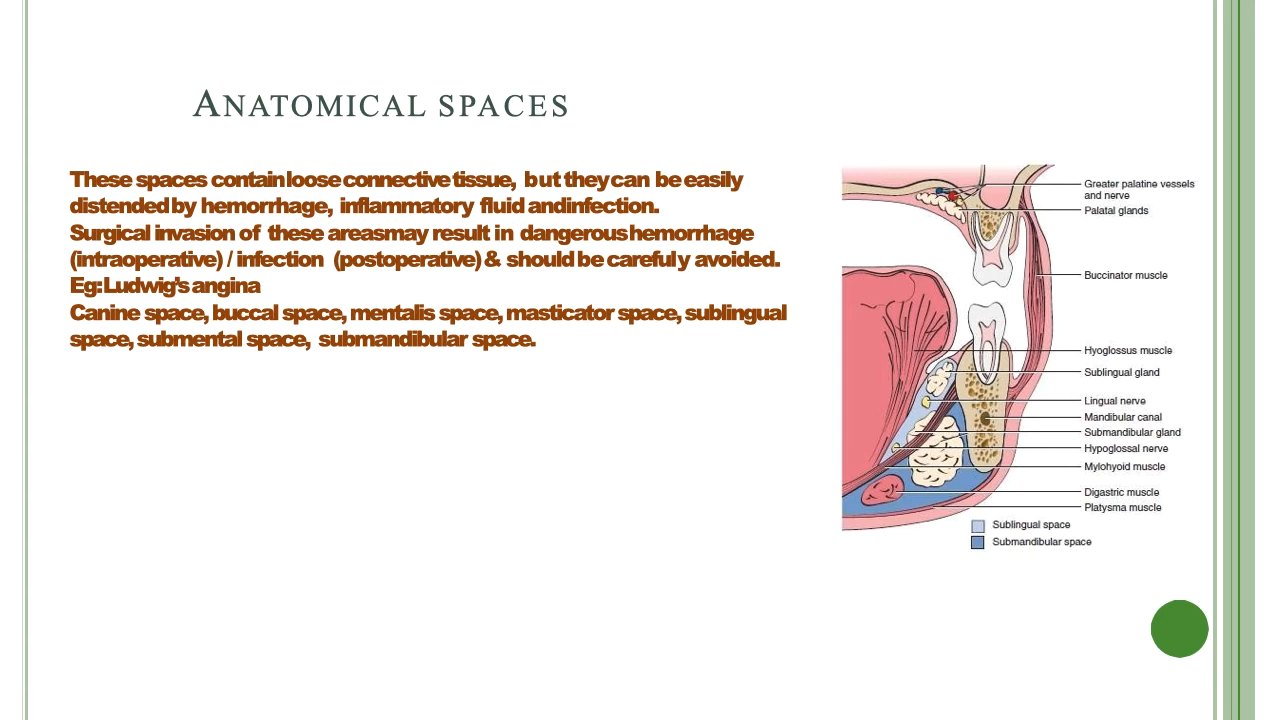 ANATOMICAL SPACES
These spaces contain loose connective tissue, but they can be easily
distended by hemorrhage, inflammatory fluid andinfection.
Surgical invasion of these areasmay result in dangerous hemorrhage
(intraoperative) / infection (postoperative) & should be carefuly avoided.
Eg: Ludwig's angina
Canine space, buccal space, mentalis space, masticator space, sublingual
space, submental space, submandibular space.
Greater palatine vessels
and nerve
Palatal glands
Buccinator muscle
Hyoglossus muscle
Sublingual gland
Lingual nerve
Mandibular canal
Submandibular gland
Hypoglossal nerve
Mylohyoid muscle
Digastric muscle
Platysma muscle
Sublingual space
Submandibular space